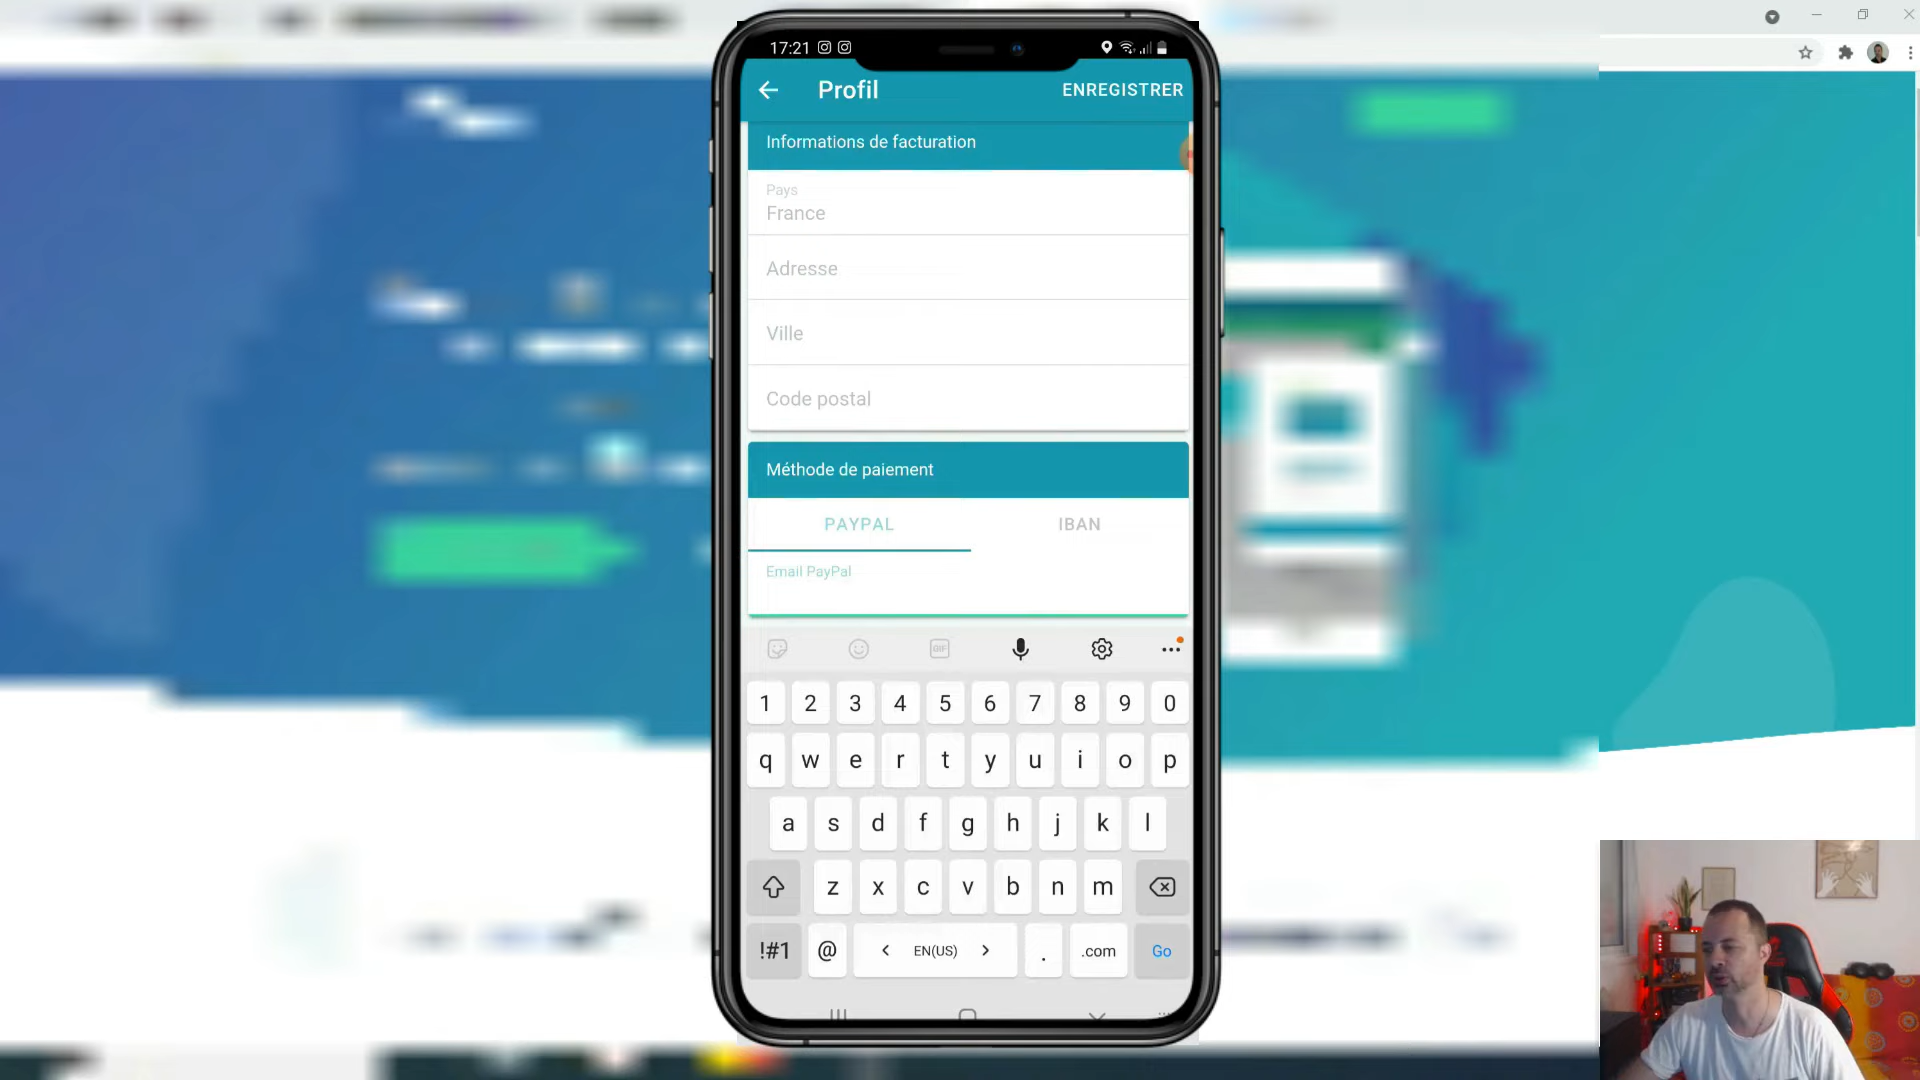 17:21
Profil
ENREGISTRER
Informations de facturation
Pays
France
Adresse
Ville
Code postal
Méthode de paiement
PAYPAL IBAN
Email PayPal
GIF
1 2 3 4 5 6 7 8 9 0
q w e r t y u i o p
a s d f g h j k l
z x c v b n m
!#1 @ < EN(US) > . .com Go